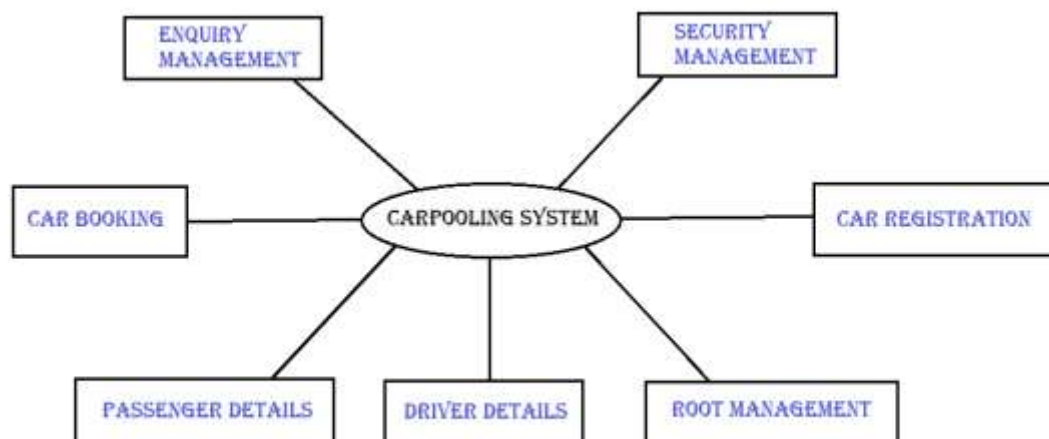 ENQUIRY
MANAGEMENT
SECURITY
MANAGEMENT
CAR BOOKING
CARPOOLING SYSTEM
CAR REGISTRATION
PASSENGER DETAILS
DRIVER DETAILS
ROOT MANAGEMENT